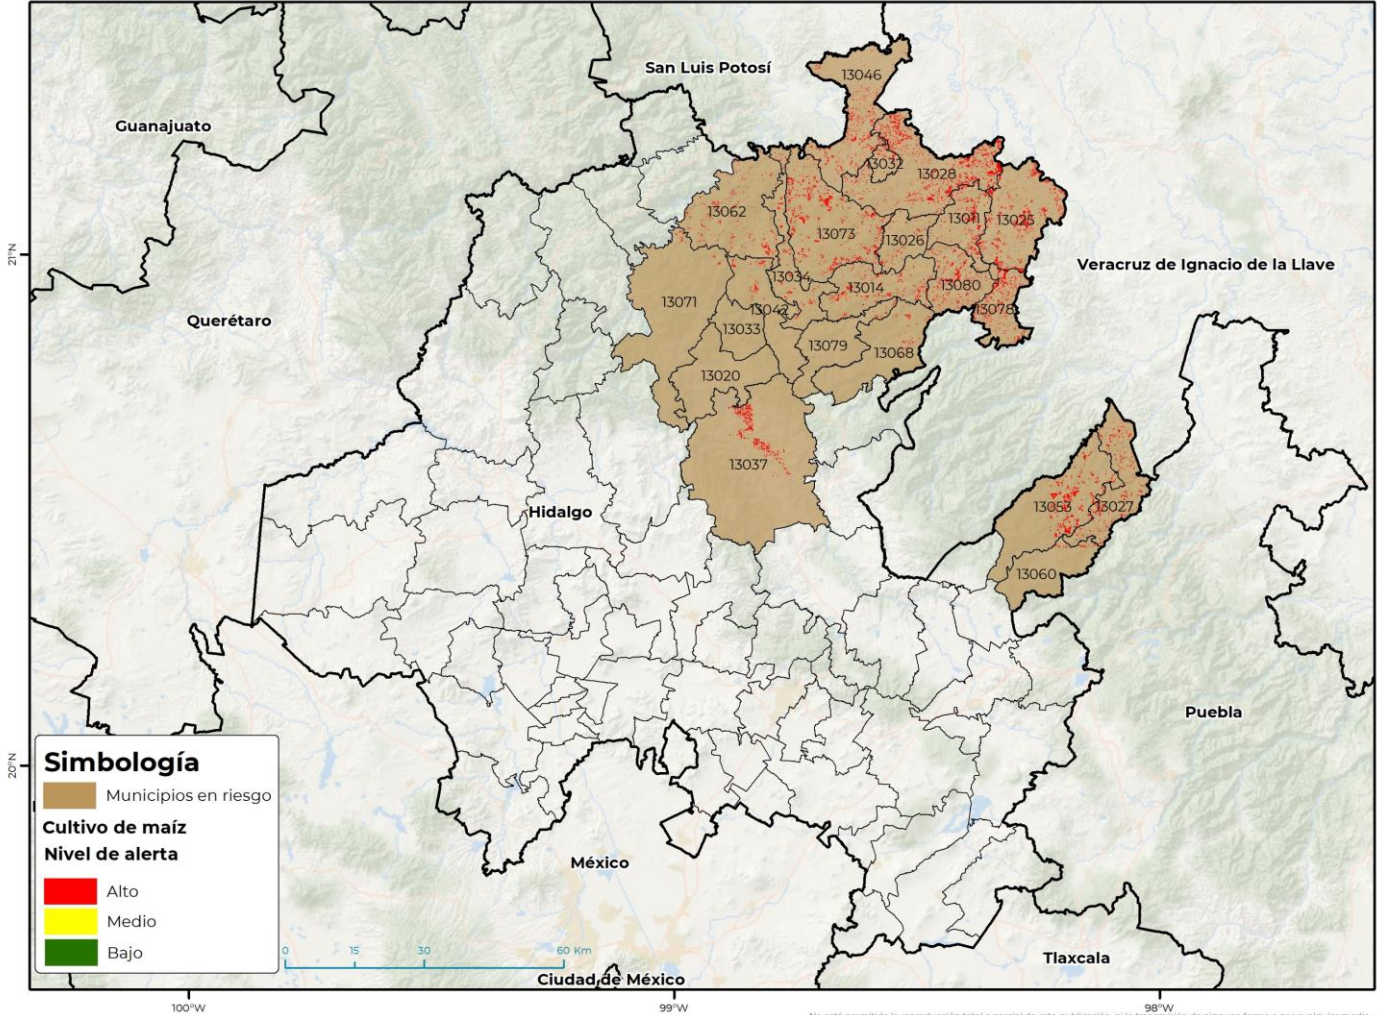 San Luis Potosí
Guanajuato
Querétaro
Veracruz de Ignacio de la Llave
Hidalgo
Puebla
México
Tlaxcala
Ciudad de México
13046
13032
13028
13062
13073
13026
13011
13025
13034
13014
13080
13071
13042
13078
13033
13079
13068
13020
13037
13053
13027
13060
21°N
20°N
Simbología
Municipios en riesgo
Cultivo de maíz
Nivel de alerta
Alto
Medio
Bajo
0 15 30 60 Km
100°W 99°W 98°W